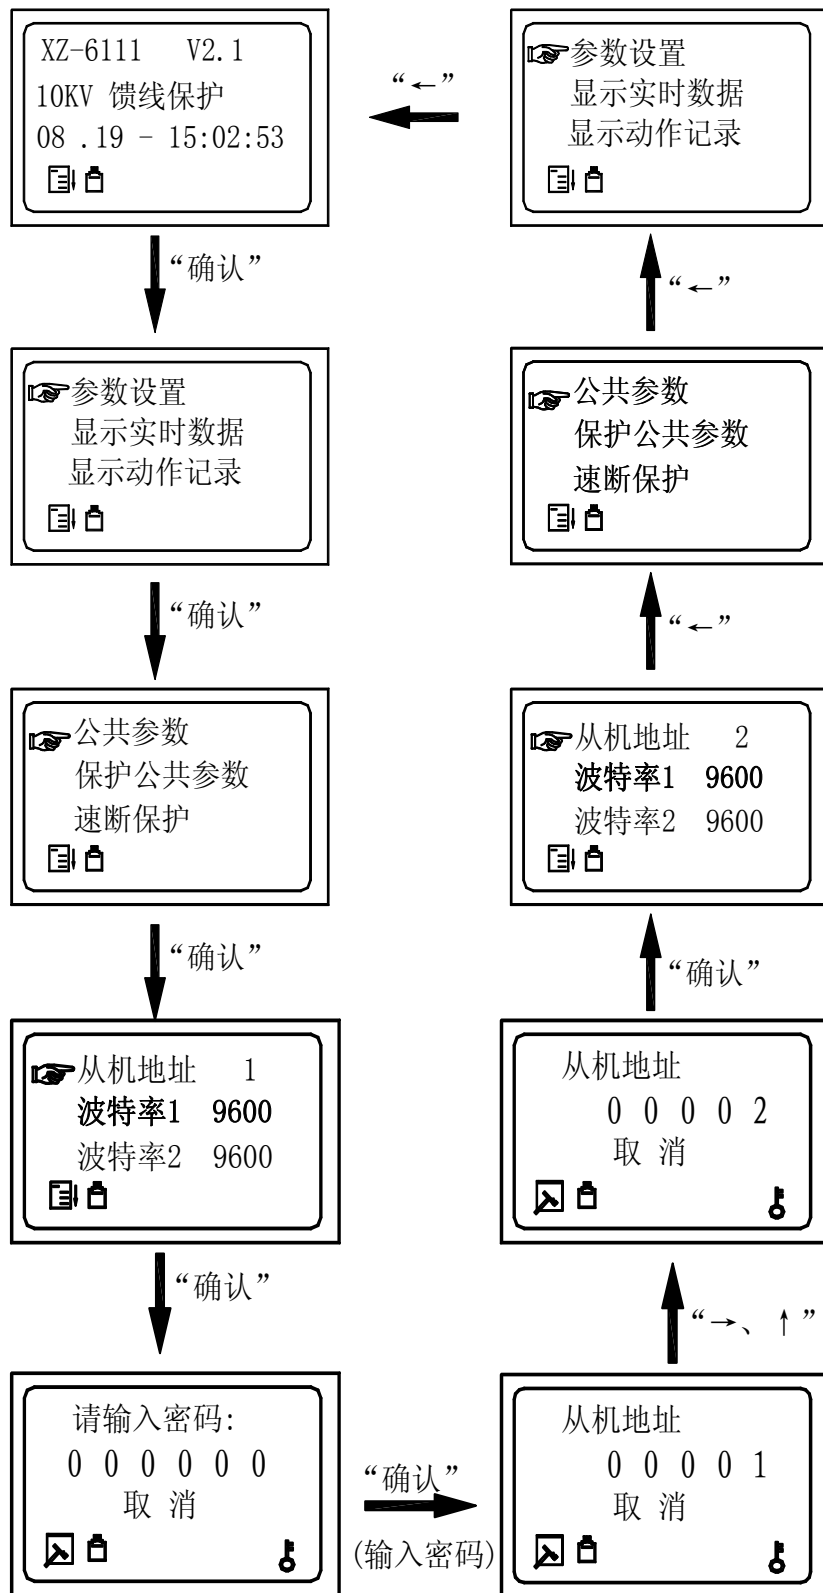 XZ-6111 V2.1
10KV 馈线保护
08 .19 - 15:02:53
“确认”
参数设置
显示实时数据
显示动作记录
“确认”
公共参数
保护公共参数
速断保护
“确认”
从机地址 1
波特率1 9600
波特率2 9600
“确认”
请输入密码:
0 0 0 0 0 0
取 消
“确认”
(输入密码)
从机地址
0 0 0 0 1
取 消
“→、↑”
从机地址
0 0 0 0 2
取 消
“确认”
从机地址 2
波特率1 9600
波特率2 9600
“←”
公共参数
保护公共参数
速断保护
“←”
参数设置
显示实时数据
显示动作记录
“←”